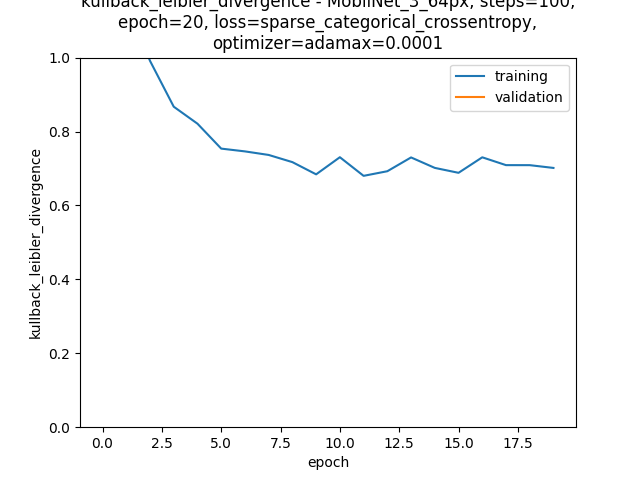 kullback_leibler_divergence - MobilNet_3_64px, steps=100,
epoch=20, loss=sparse_categorical_crossentropy,
optimizer=adamax=0.0001
1.0
training
validation
0.8
0.6
0.4
0.2
0.0
kullback_leibler_divergence
0.0 2.5 5.0 7.5 10.0 12.5 15.0 17.5
epoch